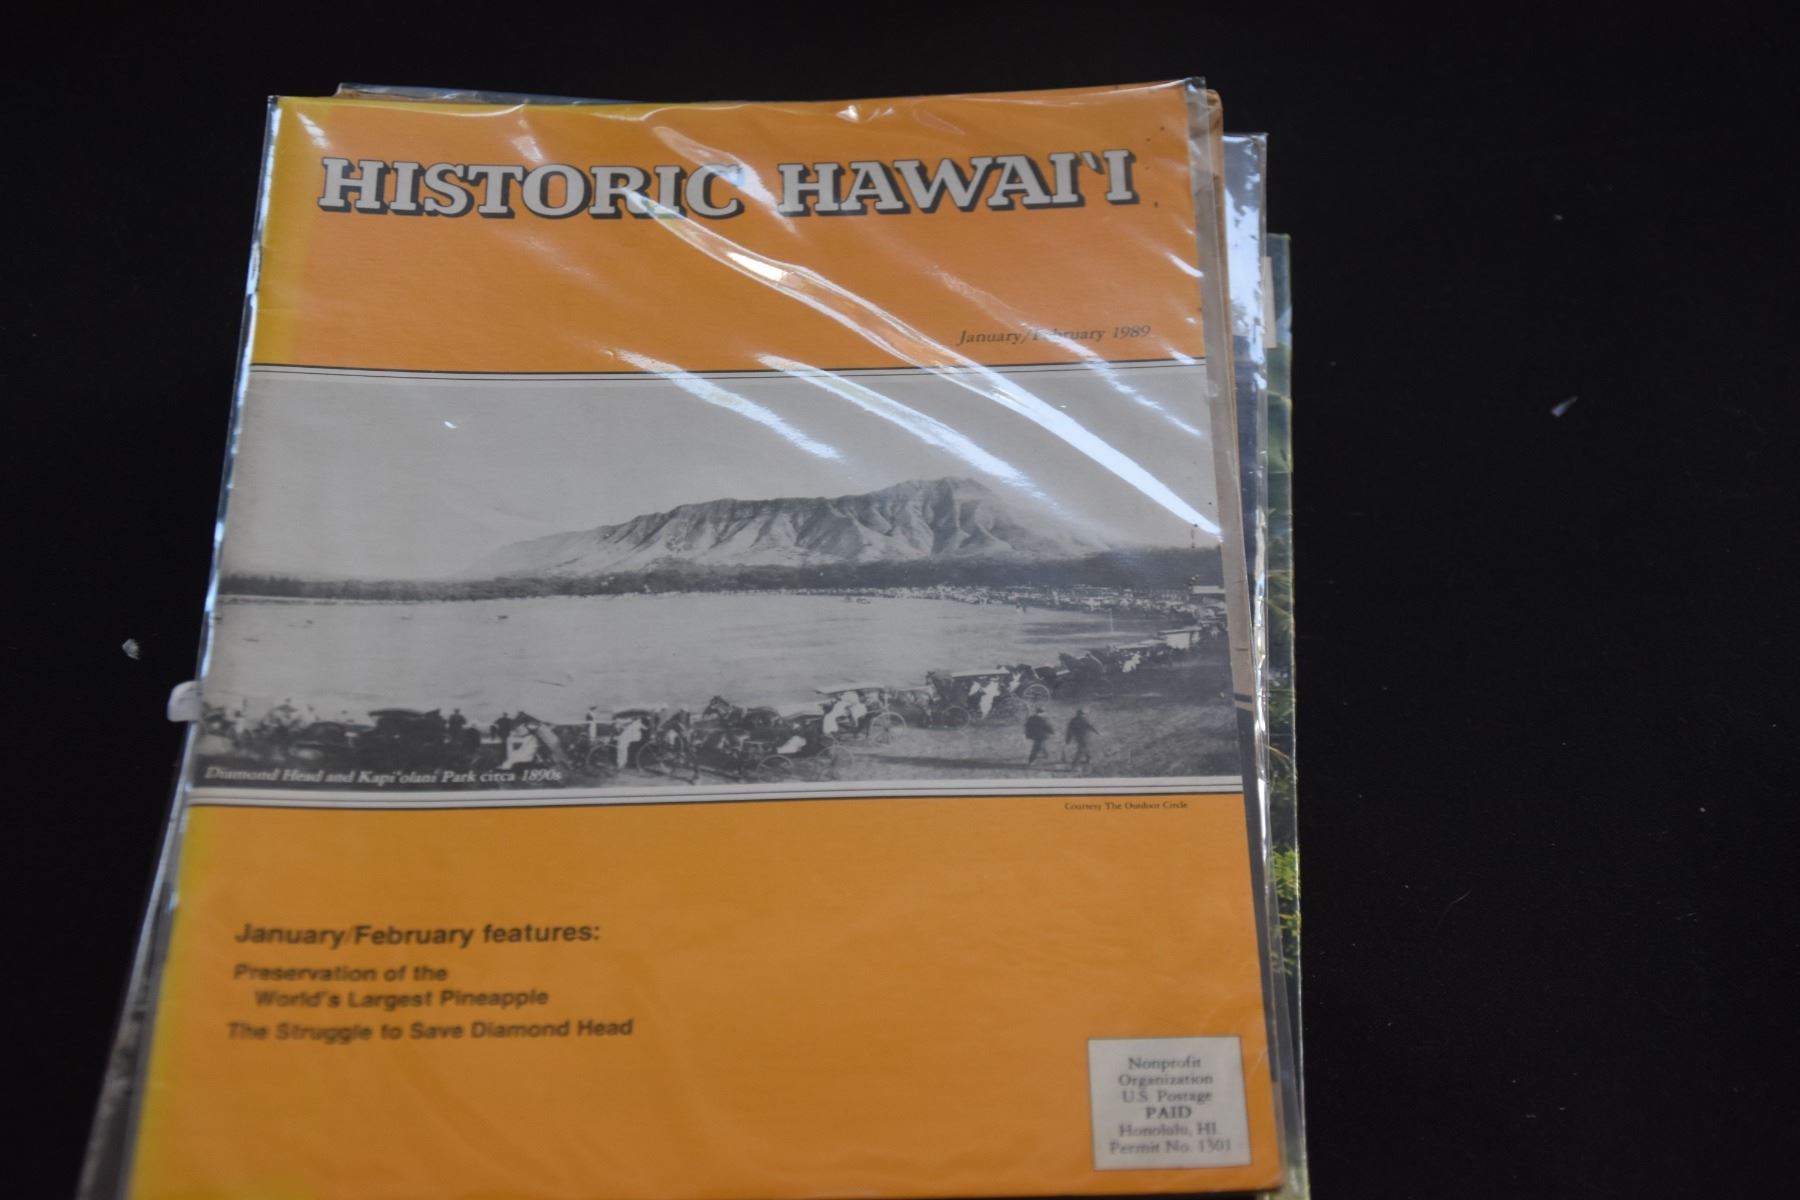 HISTORIC HAWAI'I
January/February 1989
Diamond Head and Kapi'olani Park circa 1890s
Courtesy The Outdoor Circle
January/February features:
Preservation of the
World's Largest Pineapple
The Struggle to Save Diamond Head
Nonprofit
Organization
U.S. Postage
PAID
Honolulu, HI
Permit No. 1301